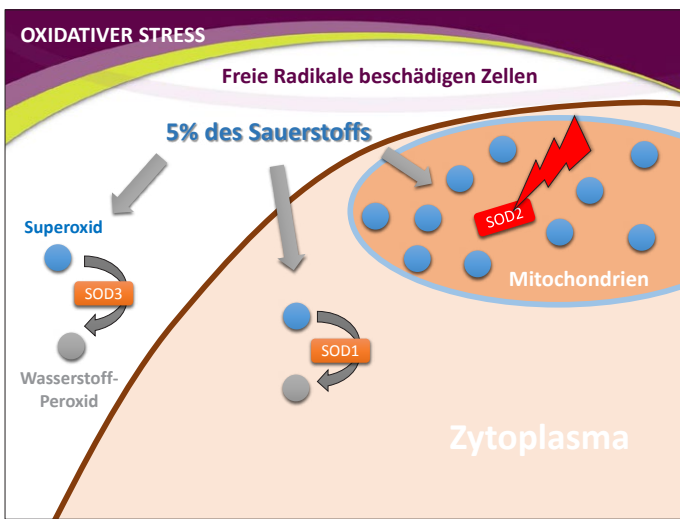 OXIDATIVER STRESS
Freie Radikale beschädigen Zellen
5% des Sauerstoffs
Superoxid
SOD3
Wasserstoff-
Peroxid
SOD1
SOD2
Mitochondrien
Zytoplasma